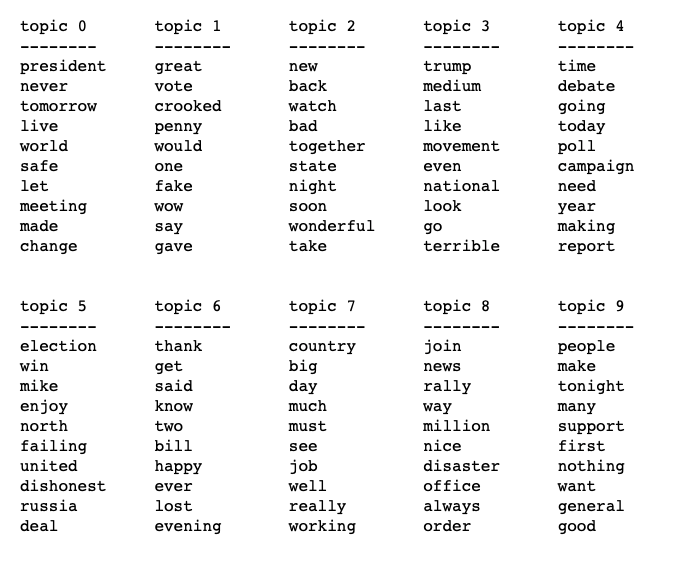 topic 0 topic 1 topic 2 topic 3 topic 4
-------- -------- -------- -------- --------
president great new trump time
never vote back medium debate
tomorrow crooked watch last going
live penny bad like today
world would together movement poll
safe one state even campaign
let fake night national need
meeting wow soon look year
made say wonderful go making
change gave take terrible report
topic 5 topic 6 topic 7 topic 8 topic 9
-------- -------- -------- -------- --------
election thank country join people
win get big news make
mike said day rally tonight
enjoy know much way many
north two must million support
failing bill see nice first
united happy job disaster nothing
dishonest ever well office want
russia lost really always general
deal evening working order good